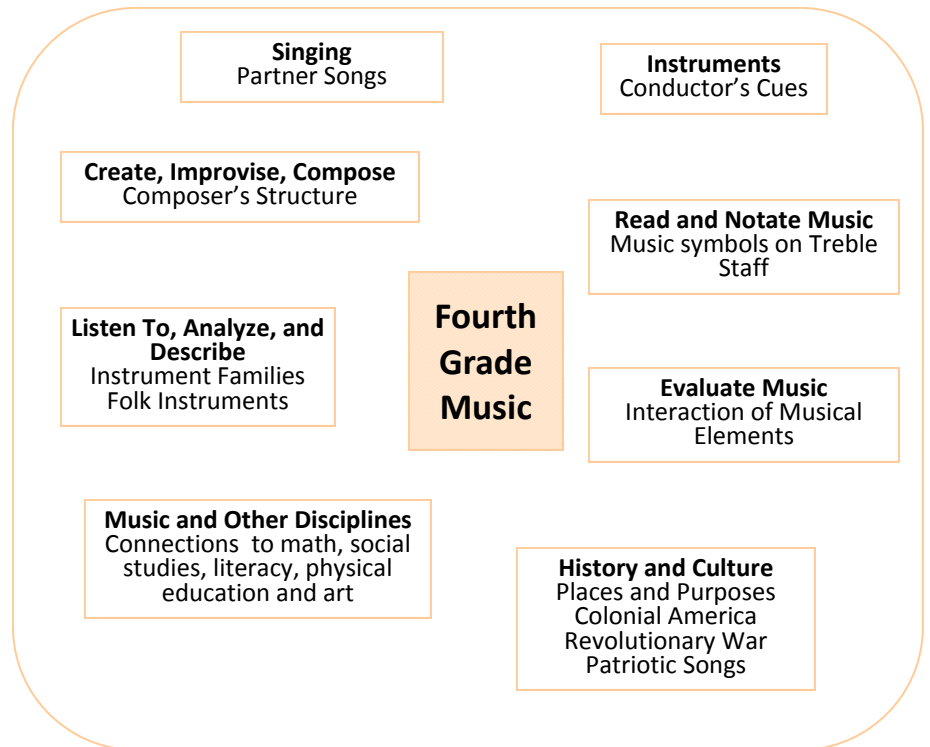 Singing
Partner Songs
Instruments
Conductor's Cues
Create, Improvise, Compose
Composer's Structure
Read and Notate Music
Music symbols on Treble
Staff
Fourth
Grade
Music
Listen To, Analyze, and
Describe
Instrument Families
Folk Instruments
Evaluate Music
Interaction of Musical
Elements
Music and Other Disciplines
Connections  to math, social
studies, literacy, physical
education and art
History and Culture
Places and Purposes
Colonial America
Revolutionary War
Patriotic Songs